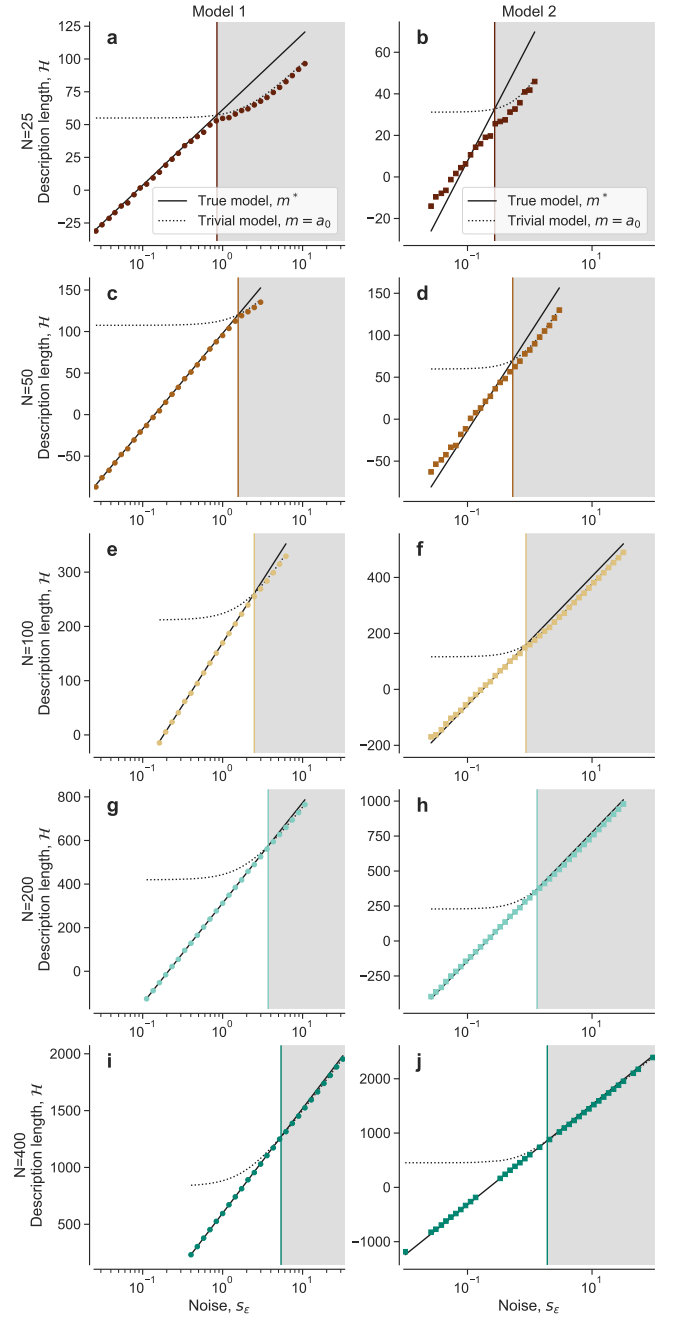 Model 1
Model 2
a
N=25
Description length, ℋ
125
100
75
50
25
0
−25
10⁻¹
10⁰
10¹
True model, m*
Trivial model, m = a₀
b
60
40
20
0
−20
10⁻¹
10¹
True model, m*
Trivial model, m = a₀
c
N=50
Description length, ℋ
150
100
50
0
−50
10⁻¹
10⁰
10¹
d
150
100
50
0
−50
10⁻¹
10¹
e
N=100
Description length, ℋ
300
200
100
0
10⁻¹
10⁰
10¹
f
400
200
0
−200
10⁻¹
10¹
g
N=200
Description length, ℋ
800
600
400
200
0
10⁻¹
10⁰
10¹
h
1000
750
500
250
0
−250
10⁻¹
10¹
i
N=400
Description length, ℋ
2000
1500
1000
500
10⁻¹
10⁰
10¹
Noise, sε
j
2000
1000
0
−1000
10⁻¹
10¹
Noise, sε